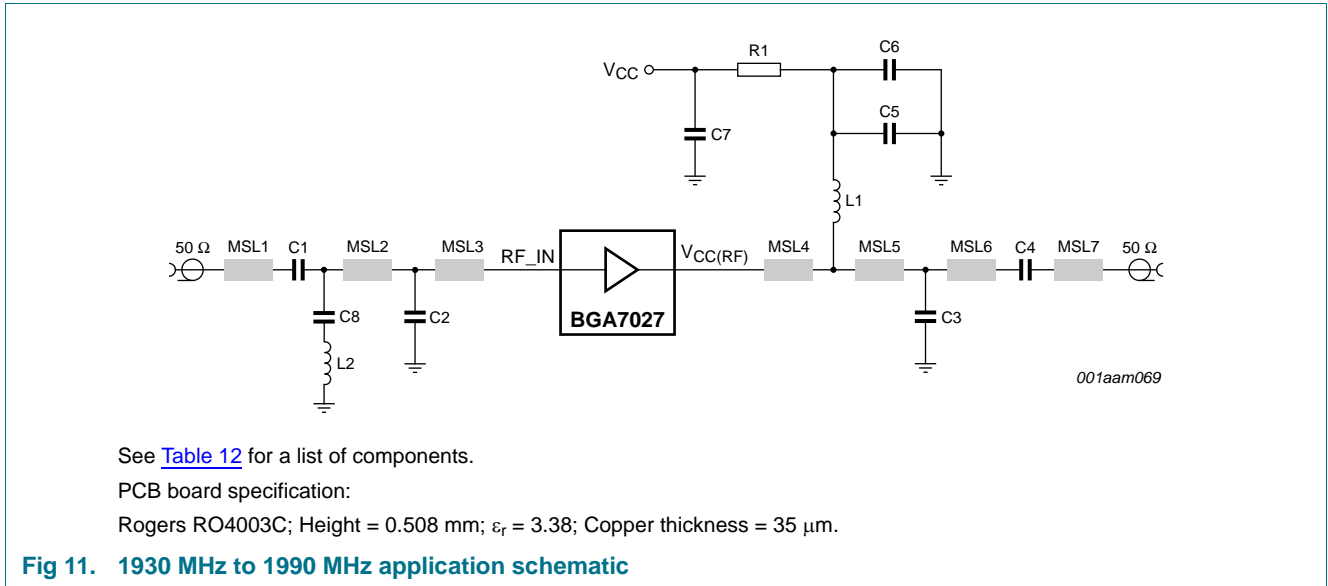 C6
R1
VCC
C5
C7
L1
50 Ω MSL1 C1 MSL2 MSL3 RF_IN VCC(RF) MSL4 MSL5 MSL6 C4 MSL7 50 Ω
BGA7027
C8 C2 C3
L2
001aam069
See Table 12 for a list of components.
PCB board specification:
Rogers RO4003C; Height = 0.508 mm; εr = 3.38; Copper thickness = 35 μm.
Fig 11. 1930 MHz to 1990 MHz application schematic